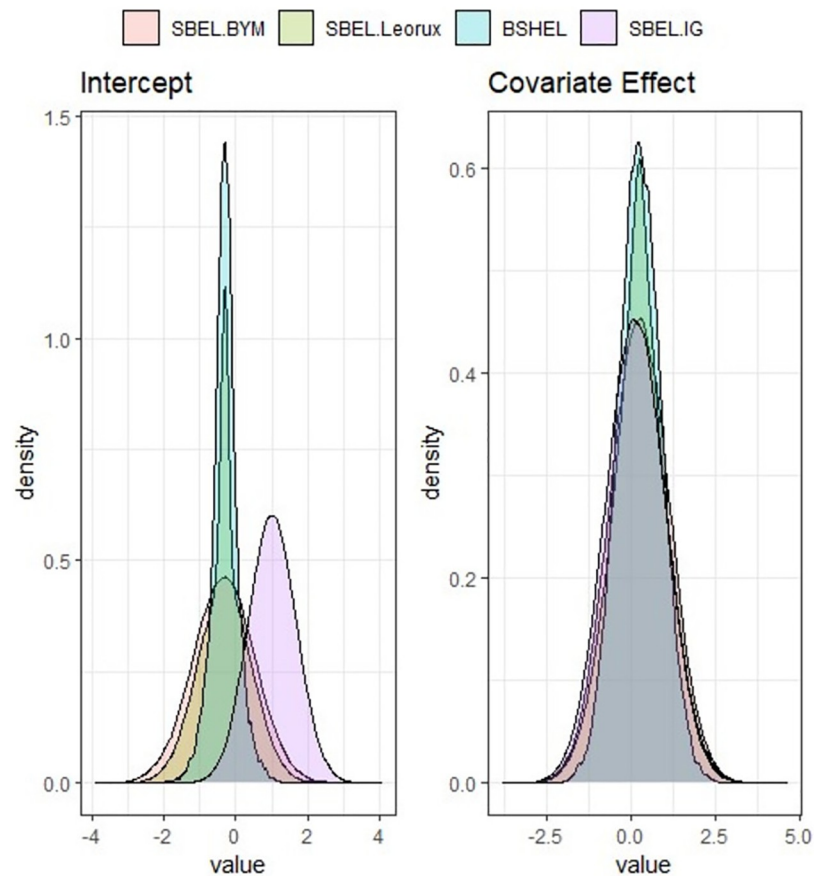 SBEL.BYM SBEL.Leorux BSHEL SBEL.IG
Intercept
1.5
1.0
0.5
0.0
density
-4 -2 0 2 4
value
Covariate Effect
0.6
0.4
0.2
0.0
density
-2.5 0.0 2.5 5.0
value